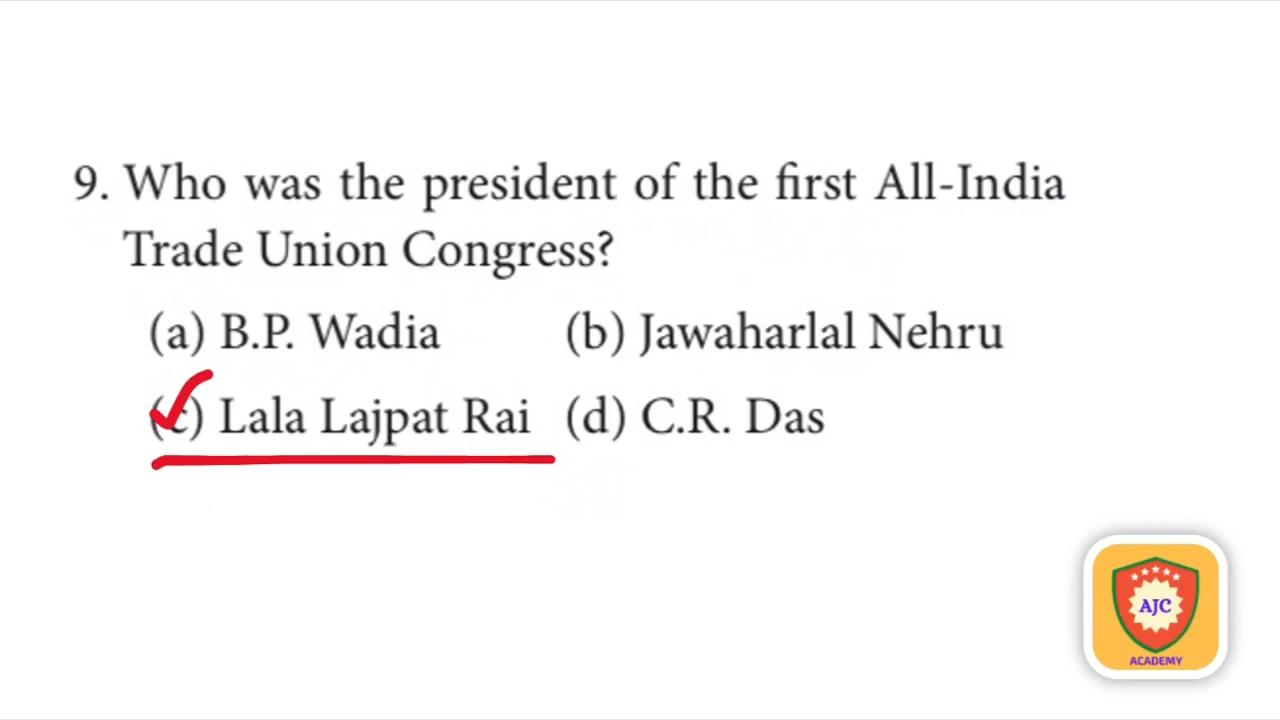 9. Who was the president of the first All-India
Trade Union Congress?
(a) B.P. Wadia (b) Jawaharlal Nehru
(c) Lala Lajpat Rai (d) C.R. Das
AJC
ACADEMY